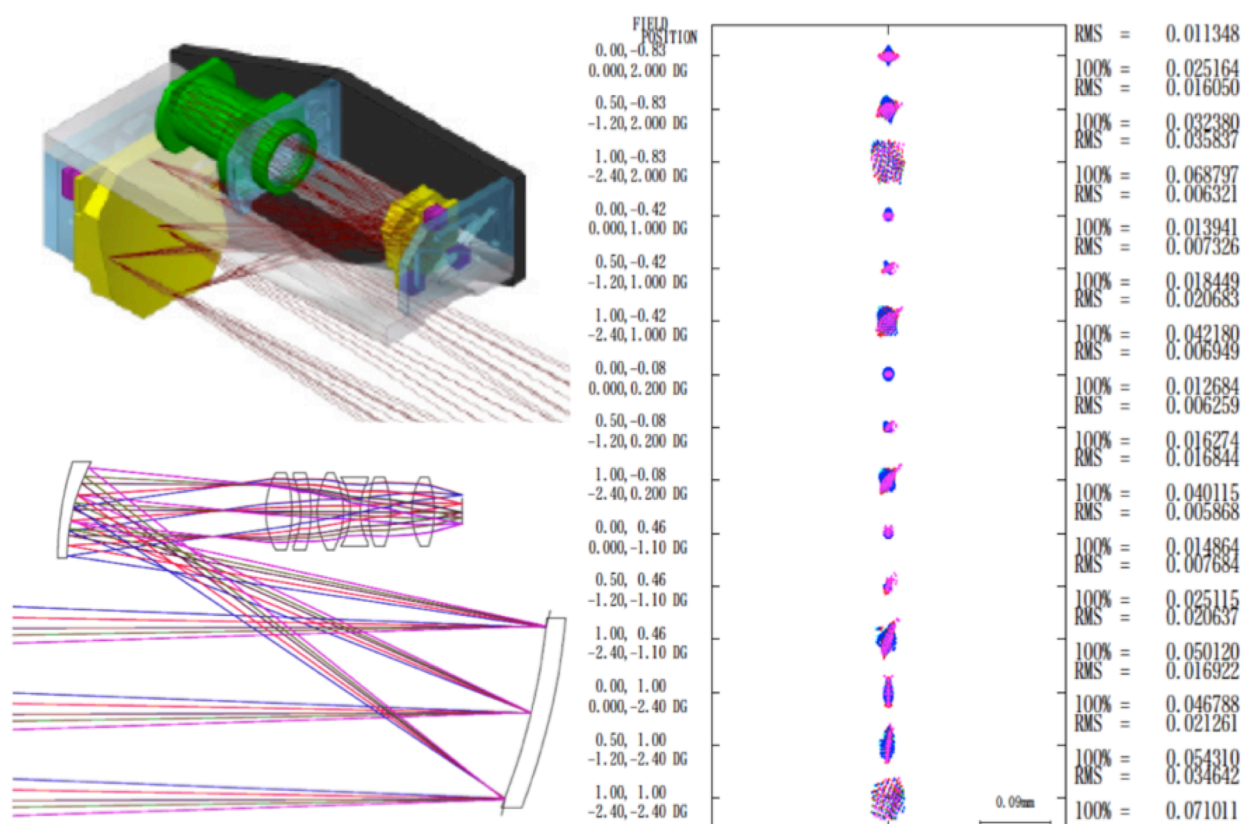 FIELD
POSITION
0.00,-0.83
0.000,2.000 DG
RMS = 0.011348
100% = 0.025164
0.50,-0.83
-1.20,2.000 DG
RMS = 0.016050
100% = 0.032380
1.00,-0.83
-2.40,2.000 DG
RMS = 0.035837
100% = 0.068797
0.00,-0.42
0.000,1.000 DG
RMS = 0.006321
100% = 0.013941
0.50,-0.42
-1.20,1.000 DG
RMS = 0.007326
100% = 0.018449
1.00,-0.42
-2.40,1.000 DG
RMS = 0.020683
100% = 0.042180
0.00,-0.08
0.000,0.200 DG
RMS = 0.006949
100% = 0.012684
0.50,-0.08
-1.20,0.200 DG
RMS = 0.006259
100% = 0.016274
1.00,-0.08
-2.40,0.200 DG
RMS = 0.016844
100% = 0.040115
0.00, 0.46
0.000,-1.10 DG
RMS = 0.005868
100% = 0.014864
0.50, 0.46
-1.20,-1.10 DG
RMS = 0.007684
100% = 0.025115
1.00, 0.46
-2.40,-1.10 DG
RMS = 0.020637
100% = 0.050120
0.00, 1.00
0.000,-2.40 DG
RMS = 0.016922
100% = 0.046788
0.50, 1.00
-1.20,-2.40 DG
RMS = 0.021261
100% = 0.054310
1.00, 1.00
-2.40,-2.40 DG
RMS = 0.034642
100% = 0.071011
0.09mm